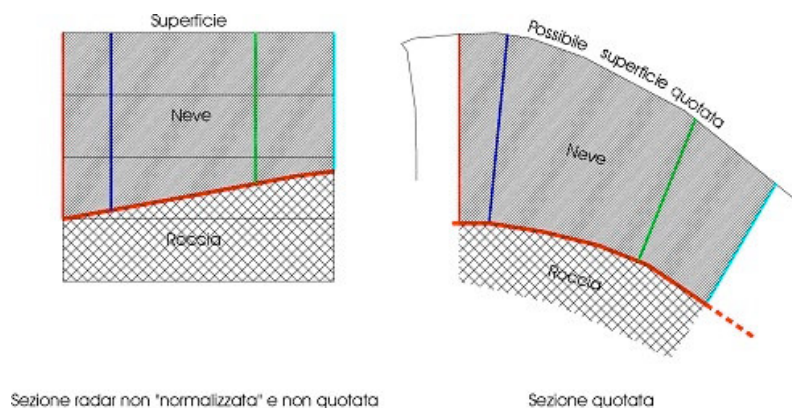 Superficie
Neve
Roccia
Sezione radar non "normalizzata" e non quotata
Possibile superficie quotata
Neve
Roccia
Sezione quotata